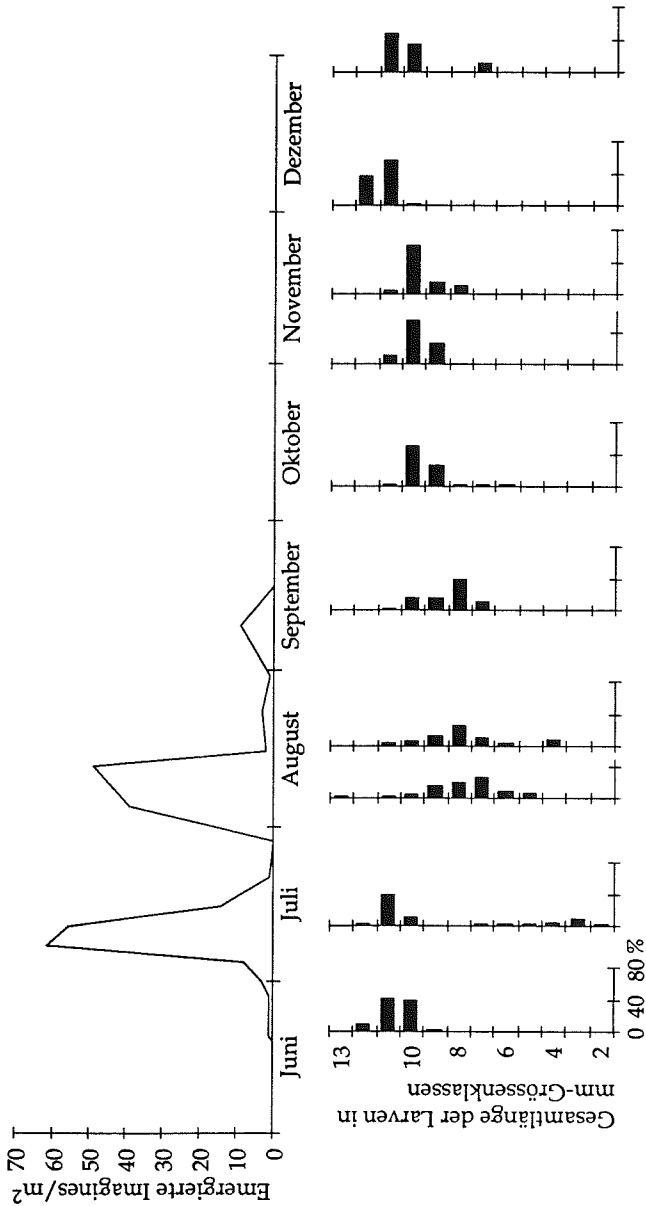 70
60
50
40
30
20
10
0
Emergierte Imagines/m²
Juni
Juli
August
September
Oktober
November
Dezember
13
10
8
6
4
2
Gesamtlänge der Larven in
mm-Grössenklassen
0 40 80 %